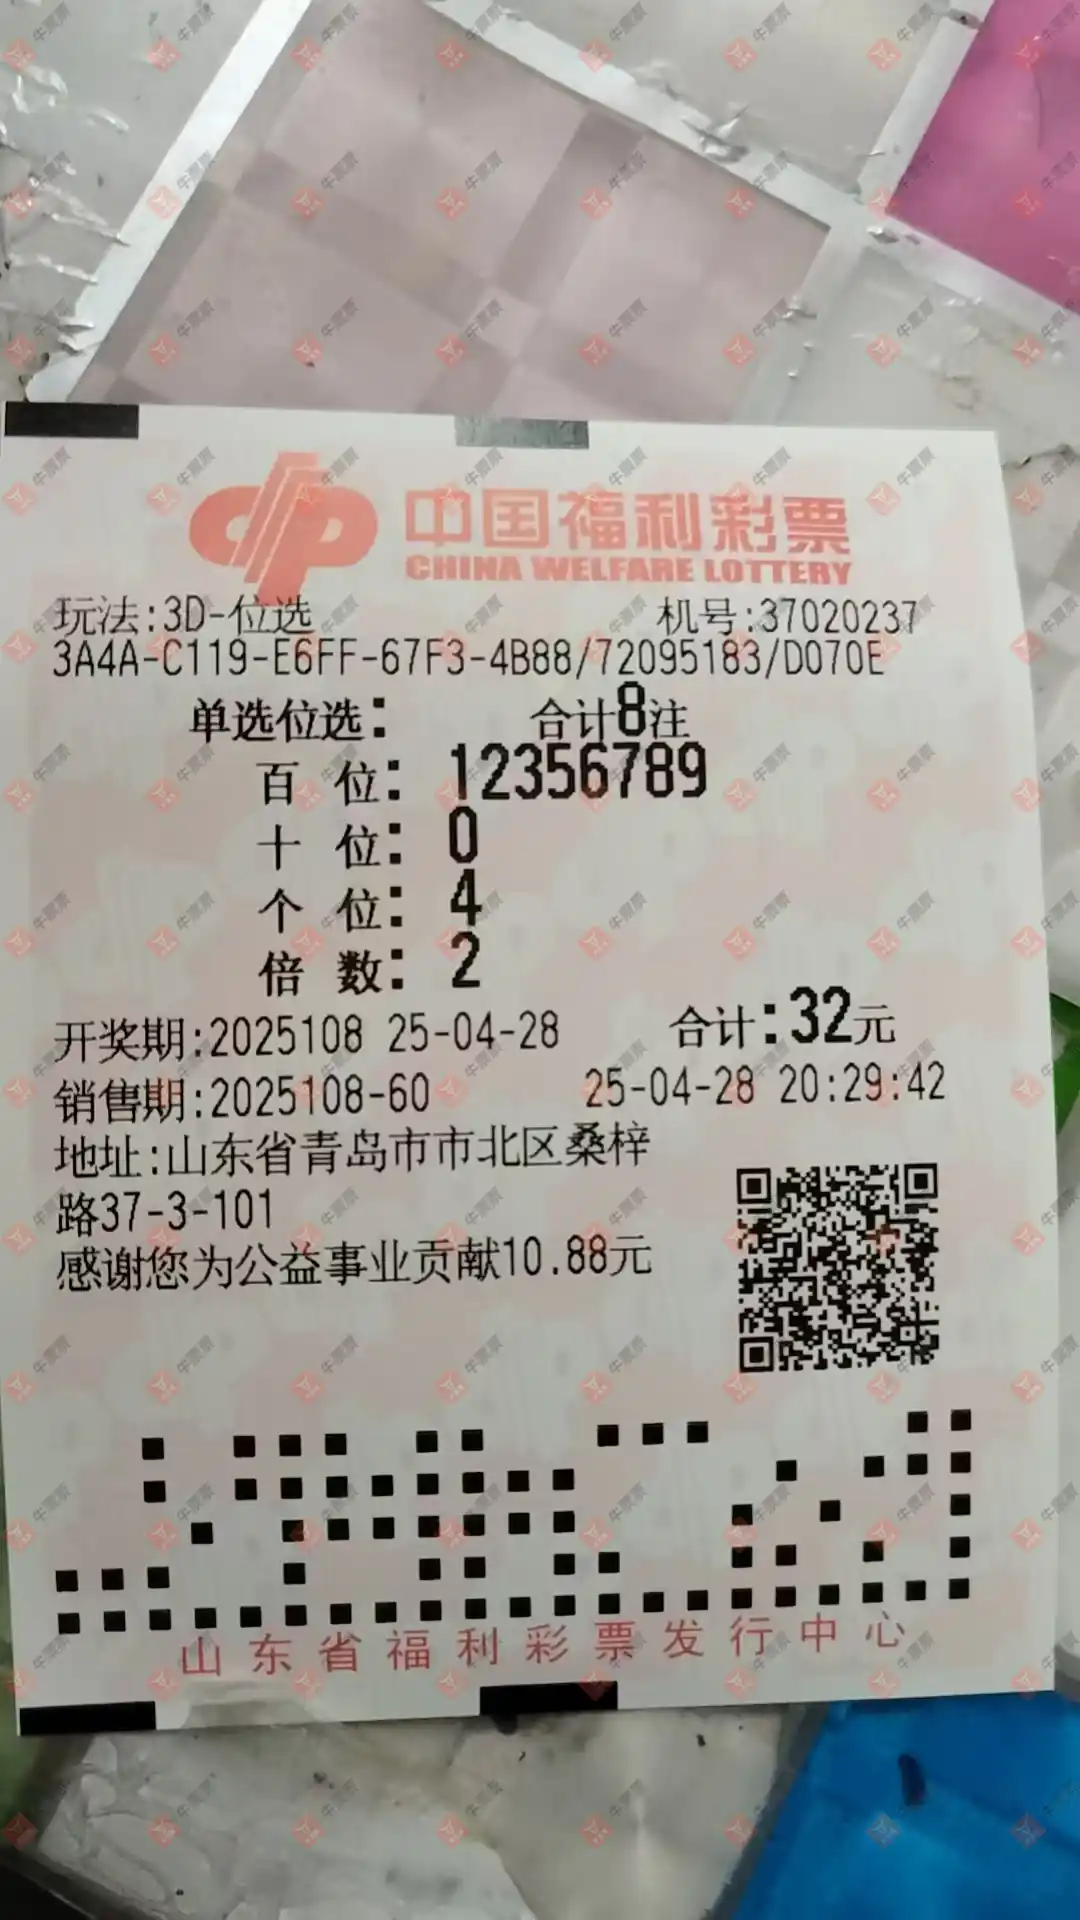 中国福利彩票
CHINA WELFARE LOTTERY
玩法:3D-位选 机号:37020237
3A4A-C119-E6FF-67F3-4B88/72095183/D070E
单选位选: 合计8注
百 位: 12356789
十 位: 0
个 位: 4
倍 数: 2
开奖期:2025108 25-04-28 合计:32元
销售期:2025108-60 25-04-28 20:29:42
地址:山东省青岛市市北区桑梓
路37-3-101
感谢您为公益事业贡献10.88元
山东省福利彩票发行中心
牛票票